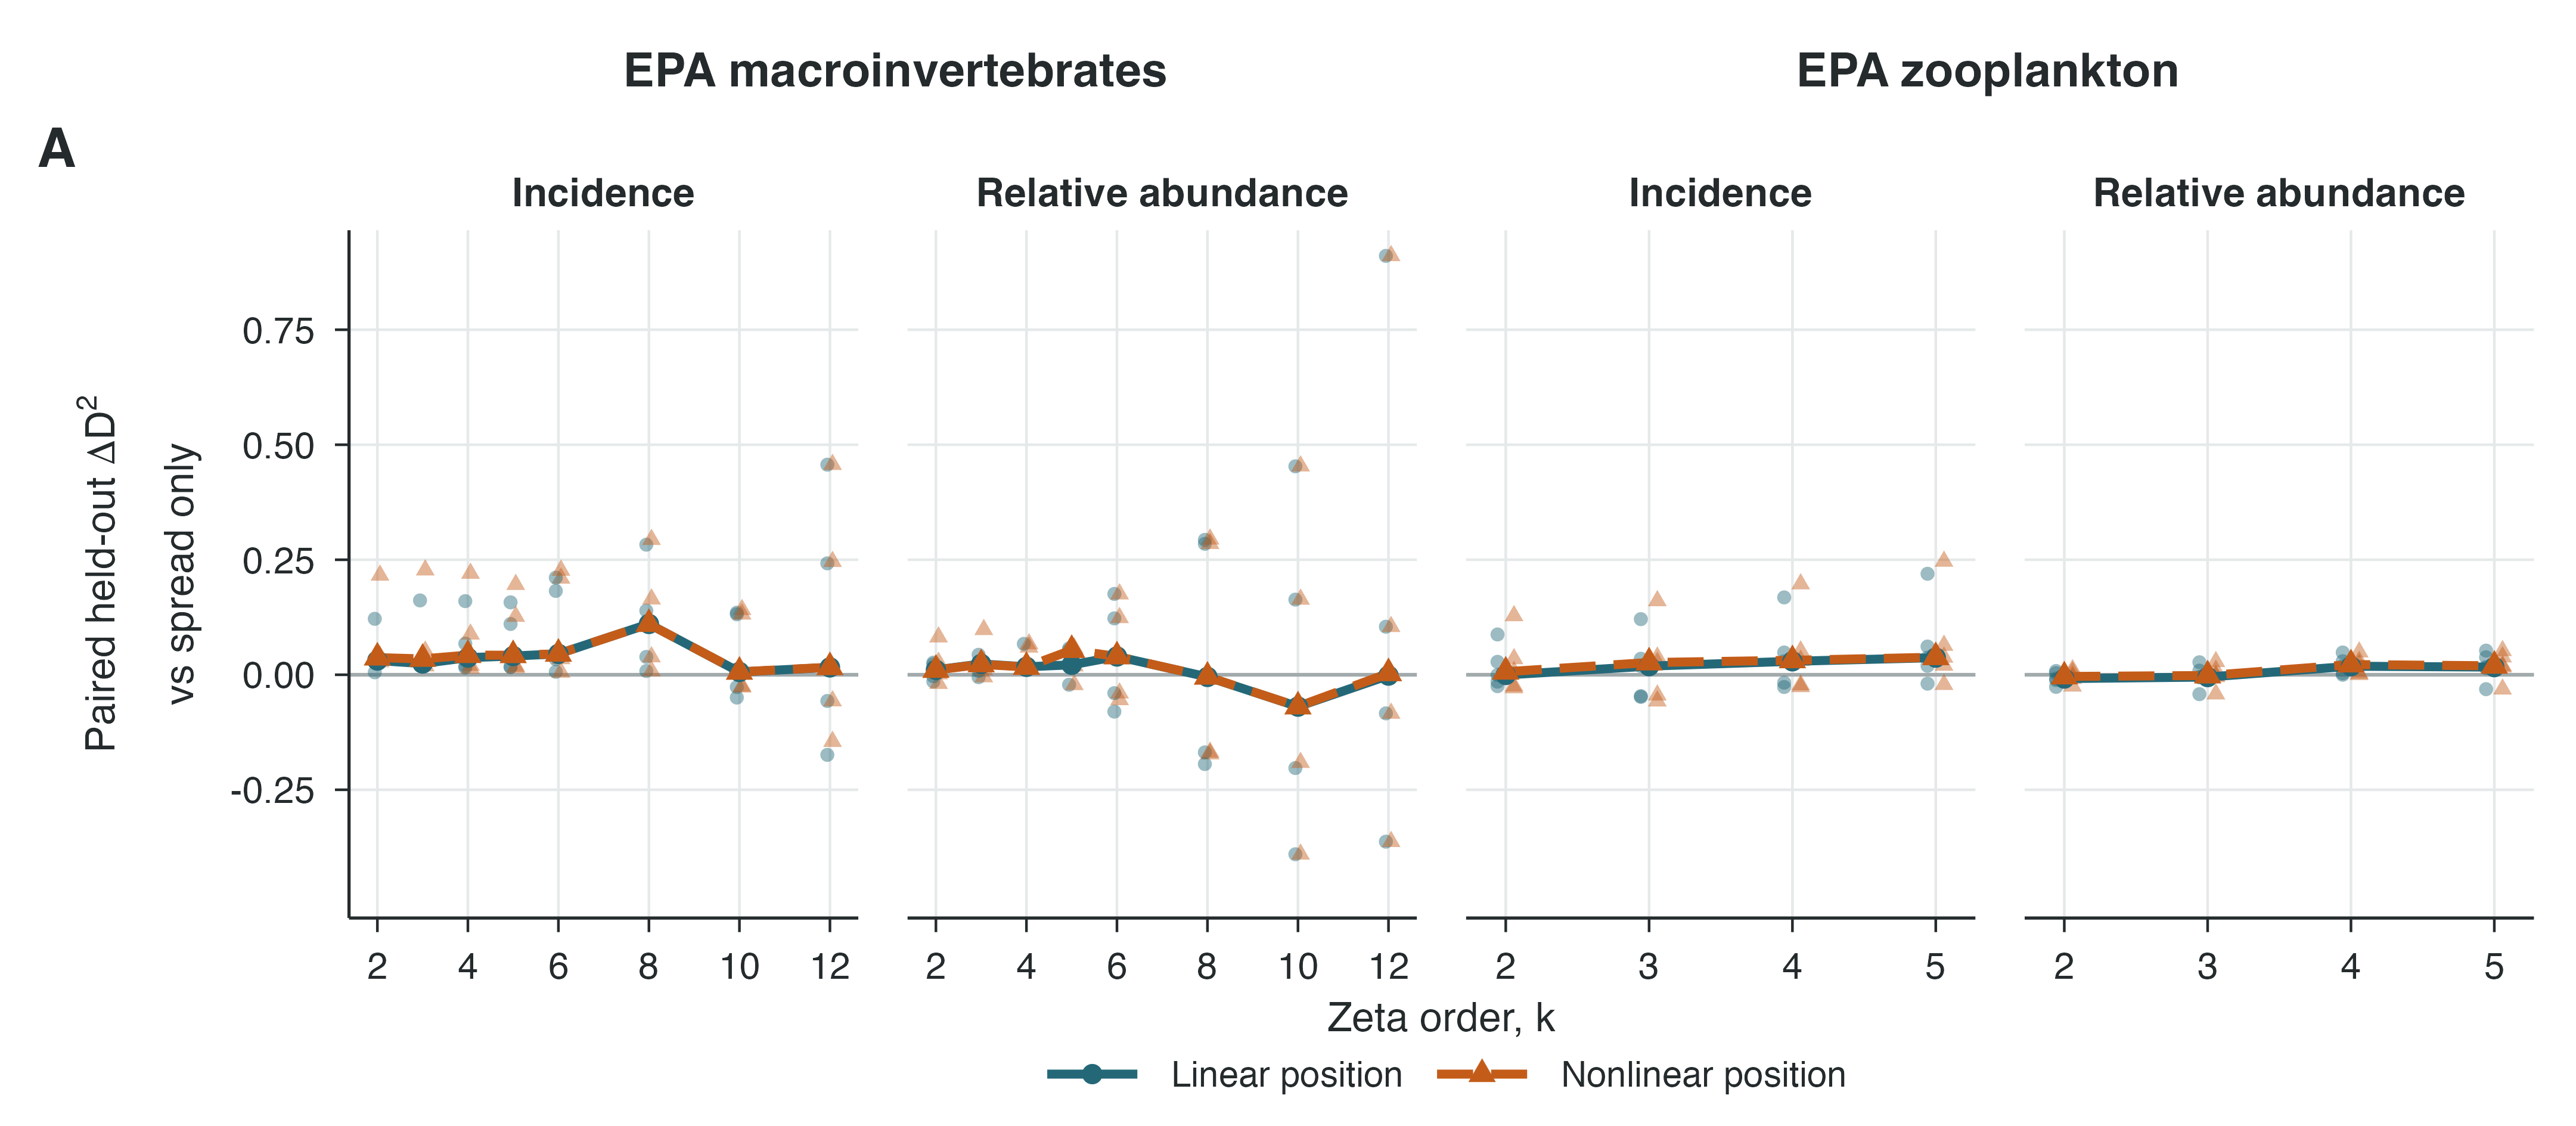 EPA macroinvertebrates EPA zooplankton
A
Incidence Relative abundance Incidence Relative abundance
Paired held-out ΔD²
vs spread only
0.75
0.50
0.25
0.00
-0.25
2 4 6 8 10 12 2 4 6 8 10 12 2 3 4 5 2 3 4 5
Zeta order, k
Linear position Nonlinear position